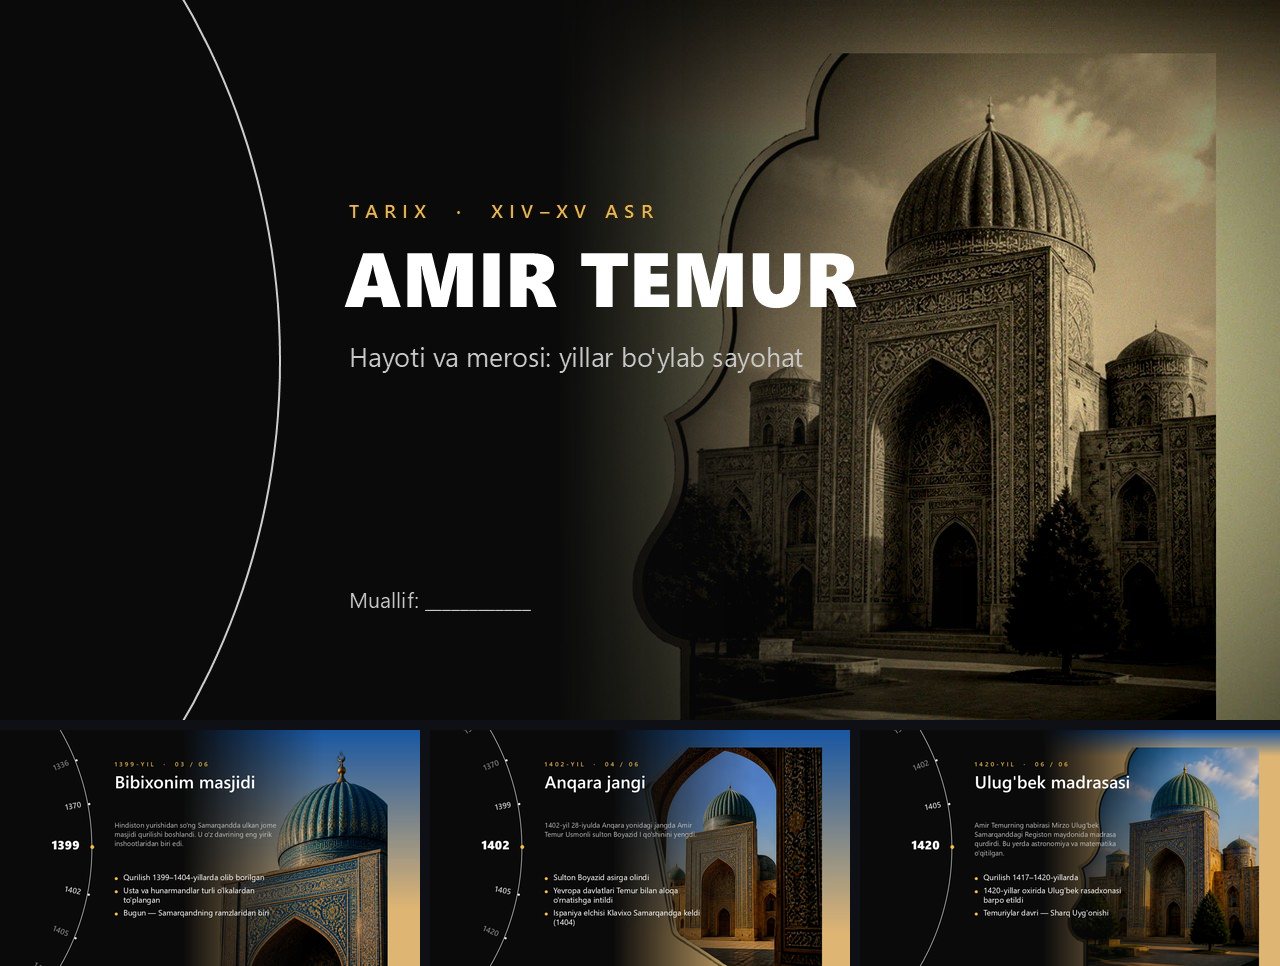 TARIX · XIV–XV ASR
AMIR TEMUR
Hayoti va merosi: yillar bo'ylab sayohat
Muallif: ____________
1336
1370
1399
1402
1405
1399-YIL · 03 / 06
Bibixonim masjidi
Hindiston yurishidan so'ng Samarqandda ulkan jome
masjidi qurilishi boshlandi. U o'z davrining eng yirik
inshootlaridan biri edi.
Qurilish 1399–1404-yillarda olib borilgan
Usta va hunarmandlar turli o'lkalardan
to'plangan
Bugun — Samarqandning ramzlaridan biri
1370
1399
1402
1405
1420
1402-YIL · 04 / 06
Anqara jangi
1402-yil 28-iyulda Anqara yonidagi jangda Amir
Temur Usmonli sulton Boyazid I qo'shinini yengdi.
Sulton Boyazid asirga olindi
Yevropa davlatlari Temur bilan aloqa
o'rnatishga intildi
Ispaniya elchisi Klavixo Samarqandga keldi
(1404)
1402
1405
1420
1420-YIL · 06 / 06
Ulug'bek madrasasi
Amir Temurning nabirasi Mirzo Ulug'bek
Samarqanddagi Registon maydonida madrasa
qurdirdi. Bu yerda astronomiya va matematika
o'qitilgan.
Qurilish 1417–1420-yillarda
1420-yillar oxirida Ulug'bek rasadxonasi
barpo etildi
Temuriylar davri — Sharq Uyg'onishi